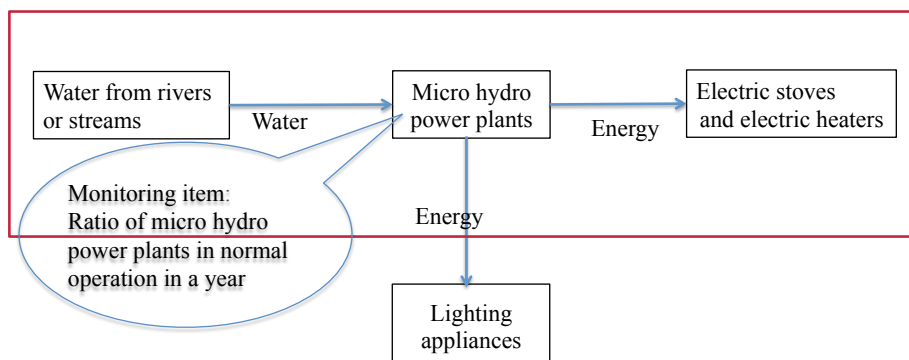 Water from rivers
or streams
Water
Micro hydro
power plants
Energy
Electric stoves
and electric heaters
Monitoring item:
Ratio of micro hydro
power plants in normal
operation in a year
Energy
Lighting
appliances